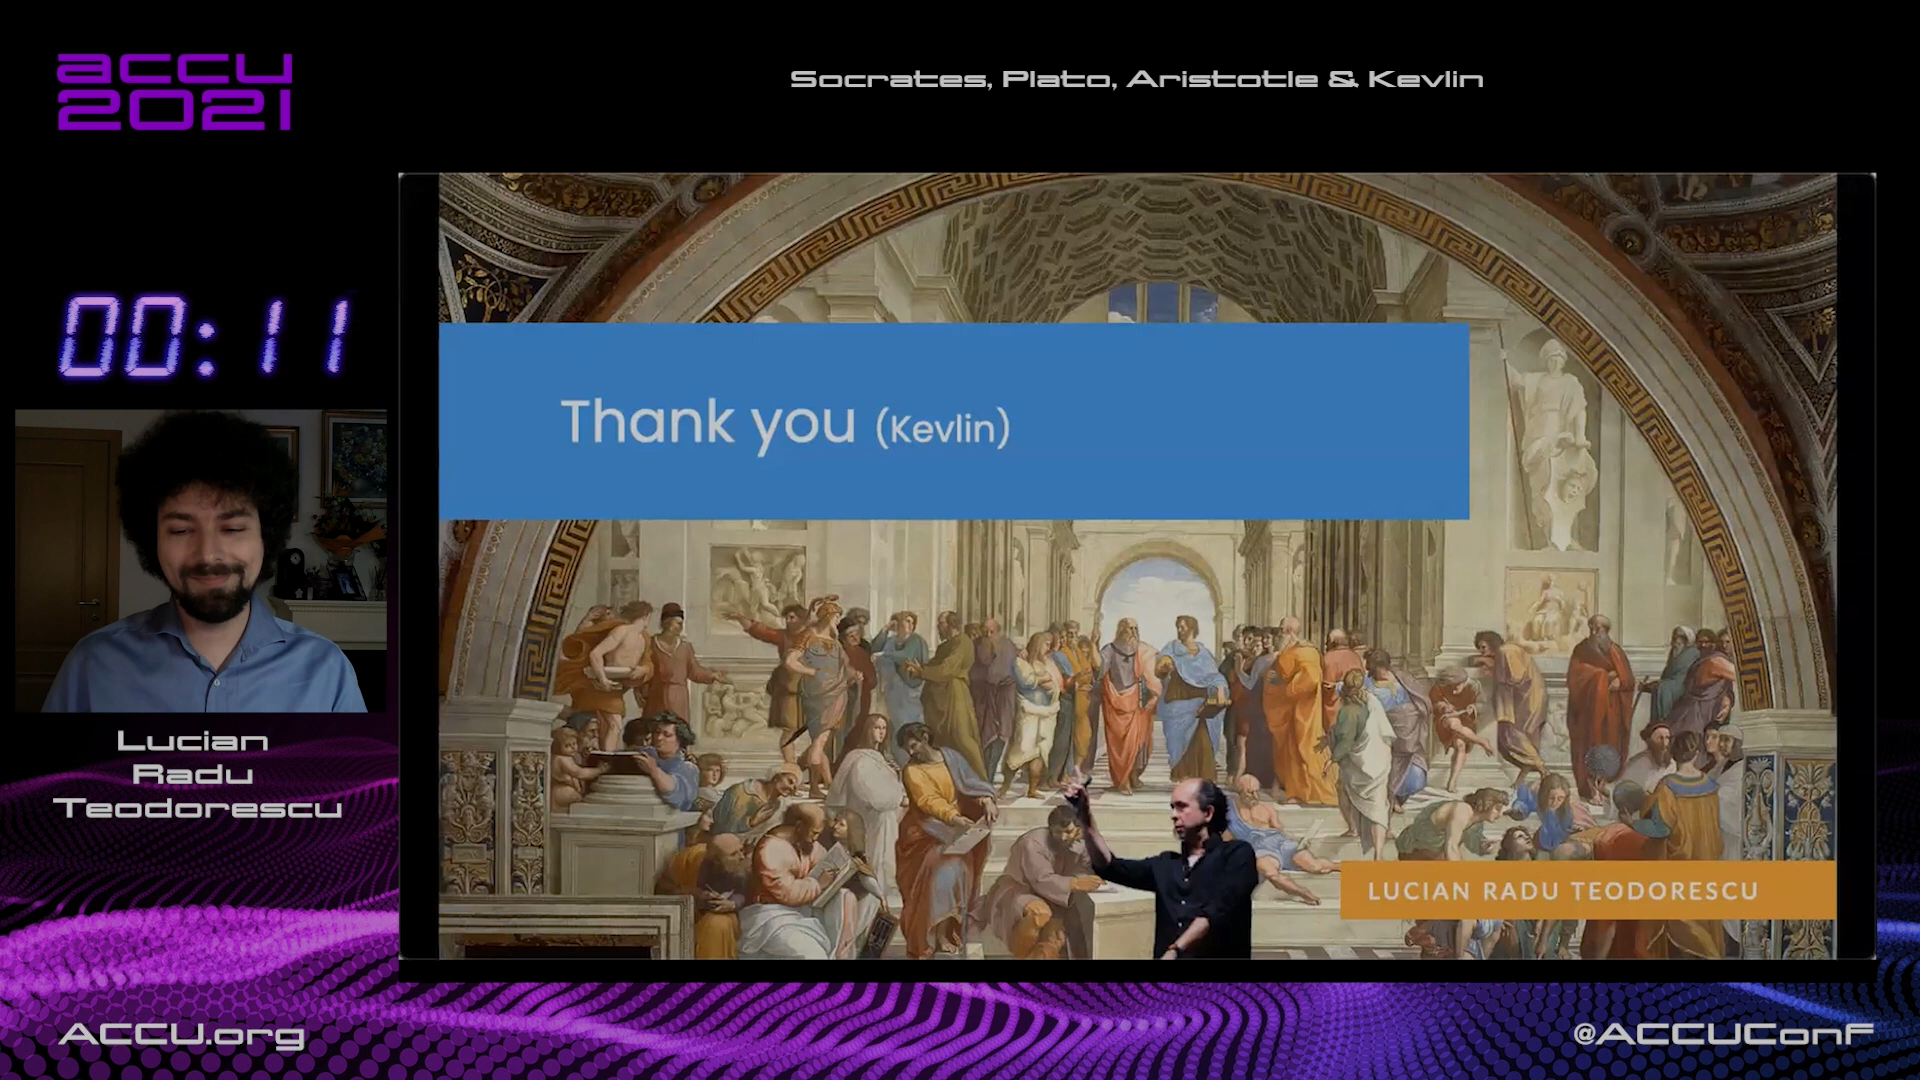 accu
2021
Socrates, Plato, Aristotle & Kevlin
00:11
Thank you (Kevlin)
LUCIAN RADU TEODORESCU
Lucian
Radu
Teodorescu
ACCU.org
@ACCUConf